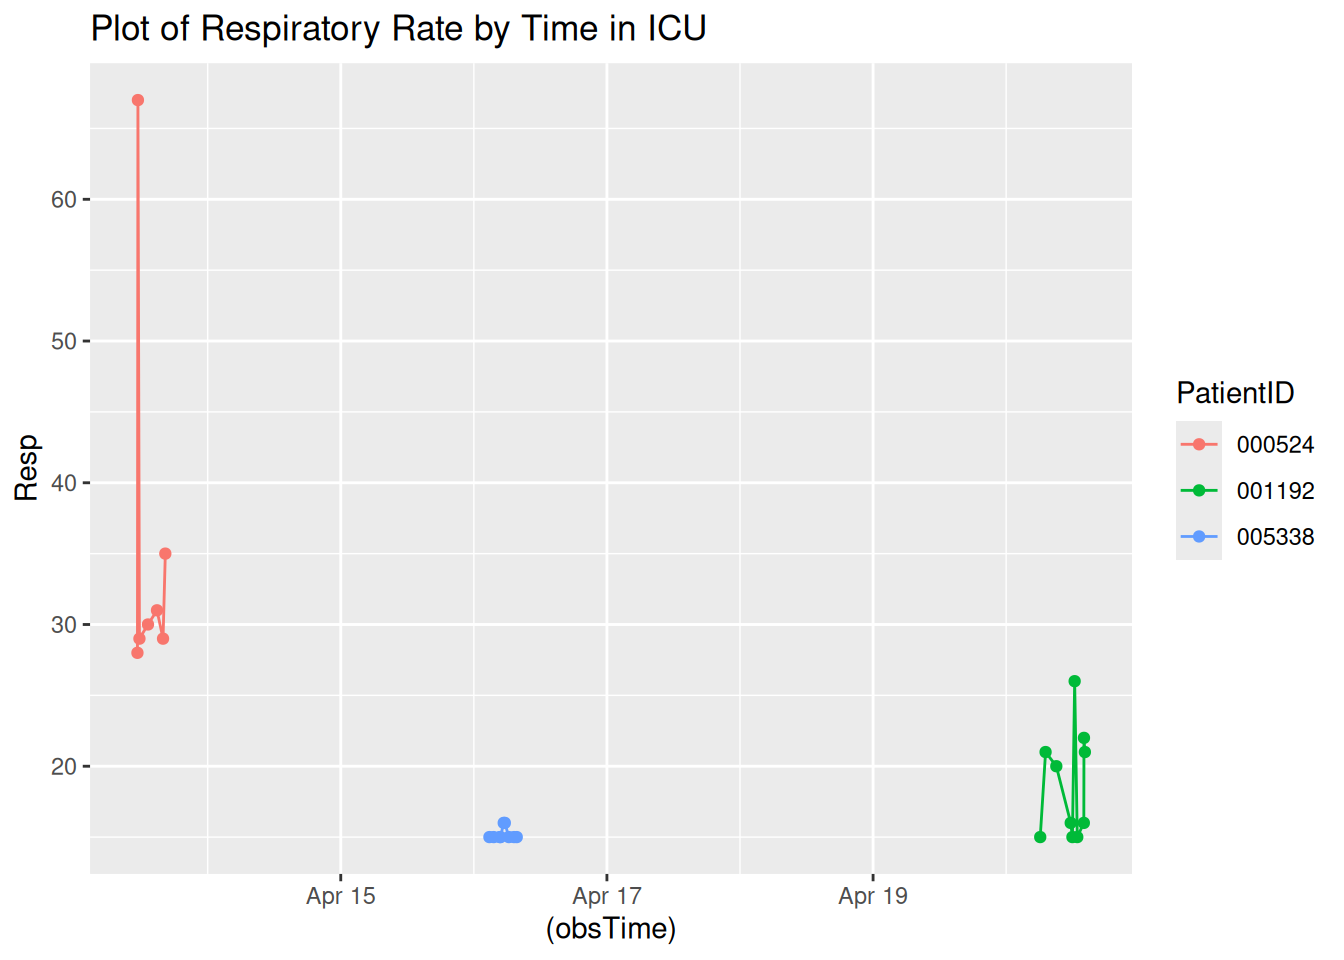 Plot of Respiratory Rate by Time in ICU
60
50
40
30
20
Resp
Apr 15
Apr 17
Apr 19
(obsTime)
PatientID
000524
001192
005338